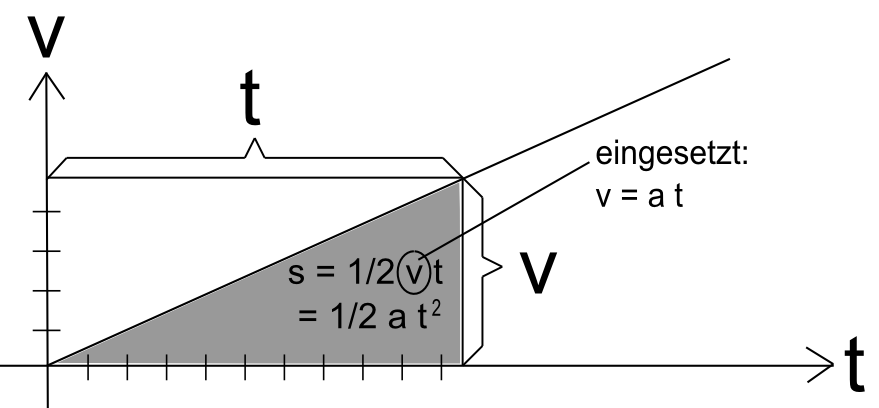 v
t
eingesetzt:
v = a t
s = 1/2 v t
= 1/2 a t²
v
t